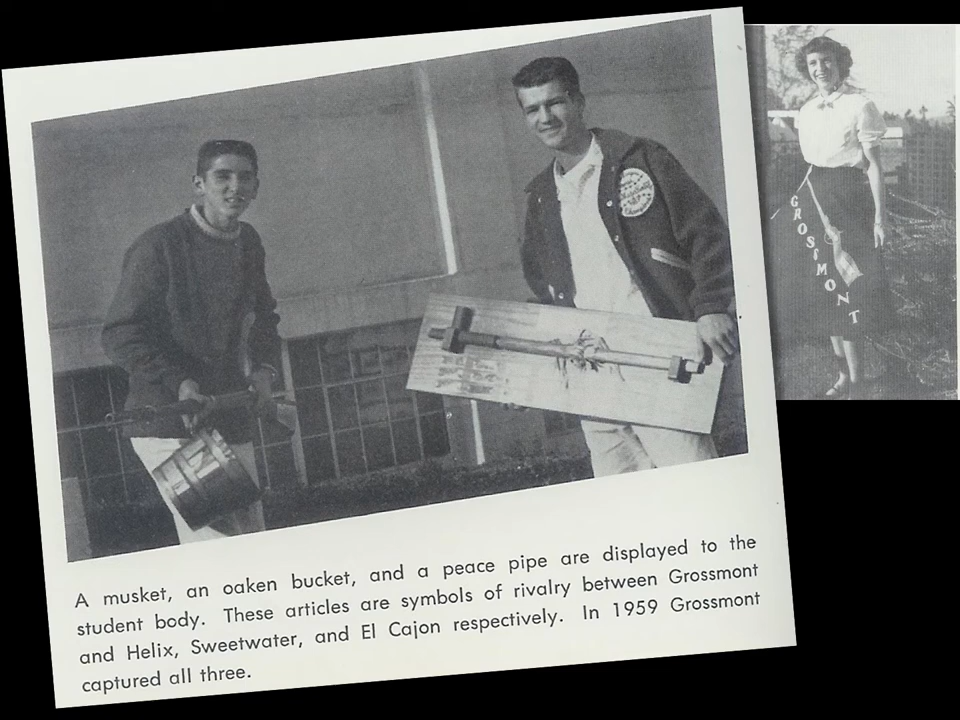 GROSSMONT
A musket, an oaken bucket, and a peace pipe are displayed to the
student body. These articles are symbols of rivalry between Grossmont
and Helix, Sweetwater, and El Cajon respectively. In 1959 Grossmont
captured all three.